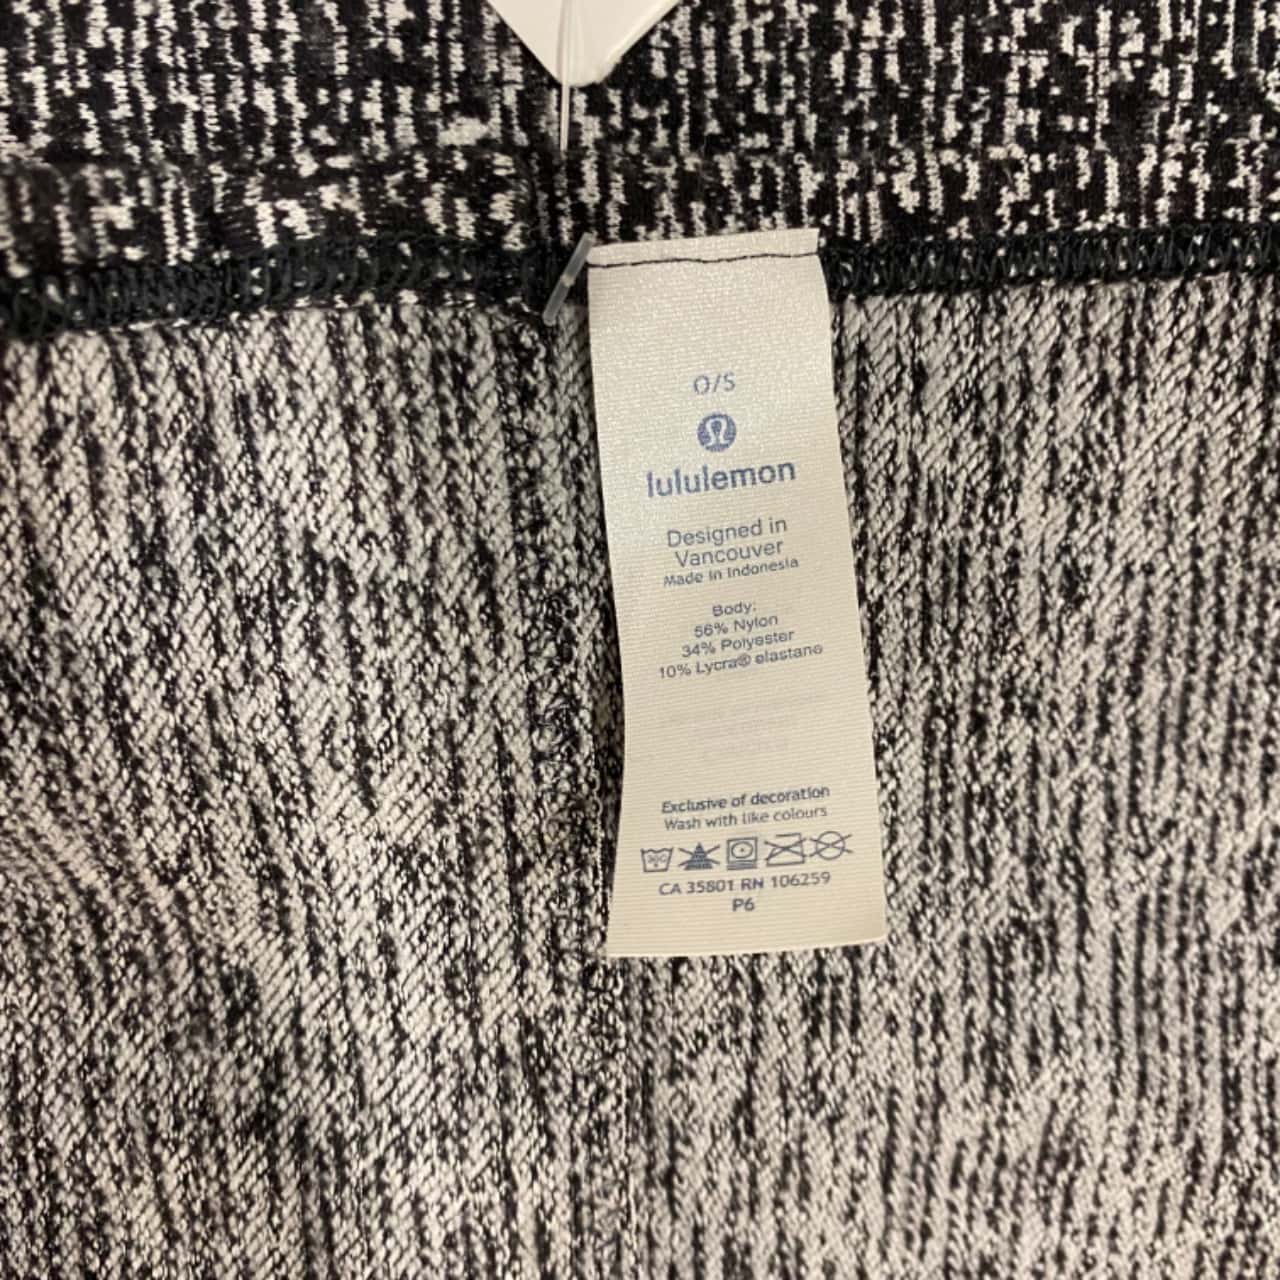 O/S
lululemon
Designed in
Vancouver
Made in Indonesia
Body:
56% Nylon
34% Polyester
10% Lycra® elastane
Exclusive of decoration
Wash with like colours
CA 35801 RN 106259
P6